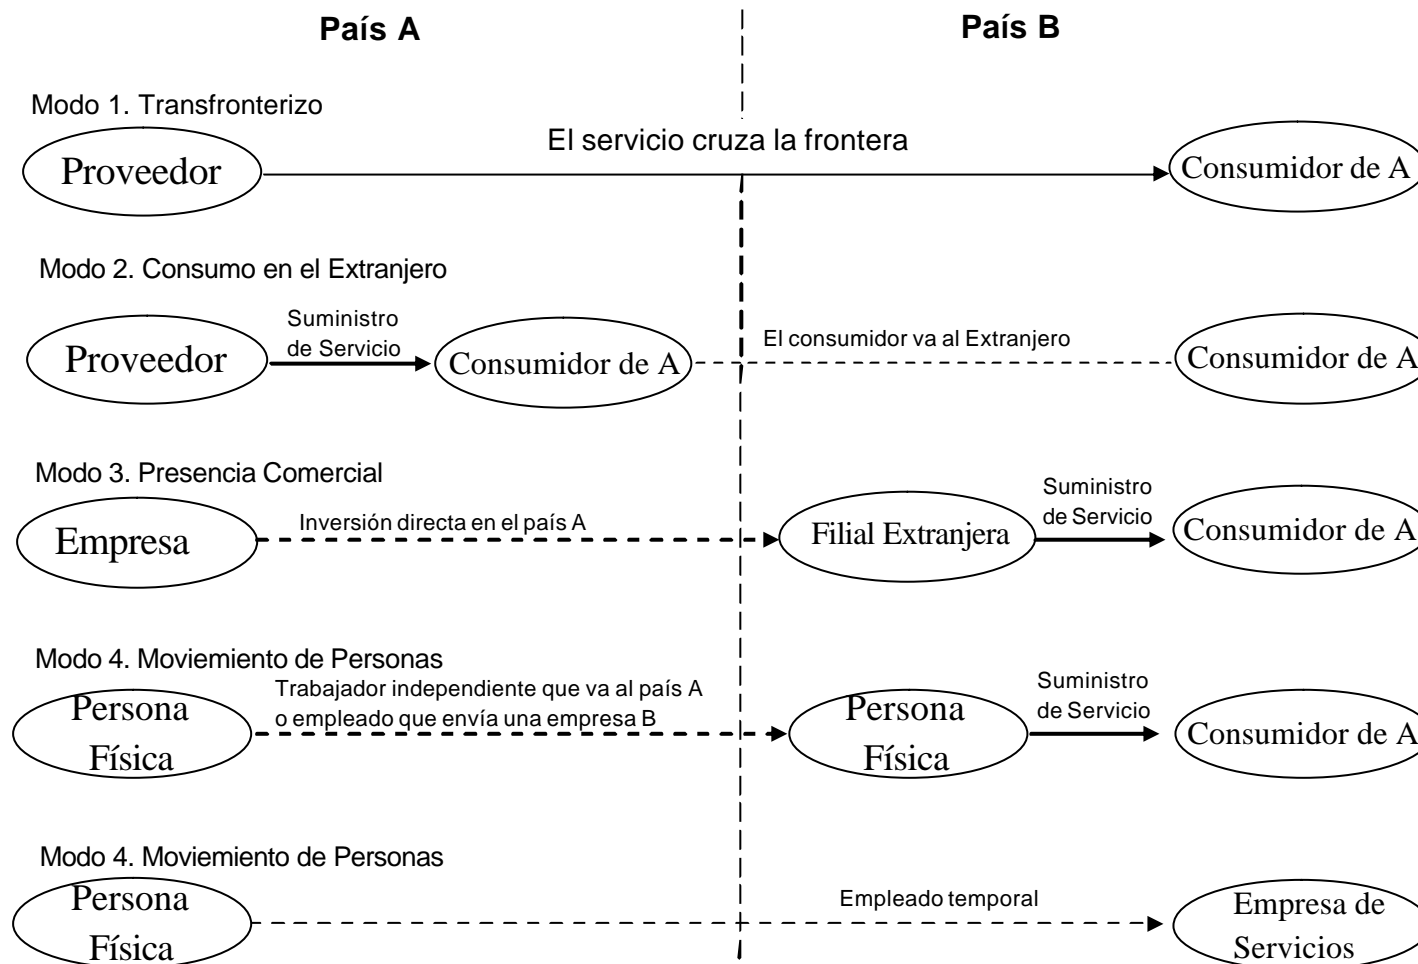 País A
País B
Modo 1. Transfronterizo
El servicio cruza la frontera
Proveedor
Consumidor de A
Modo 2. Consumo en el Extranjero
Suministro
de Servicio
Proveedor
Consumidor de A
El consumidor va al Extranjero
Consumidor de A
Modo 3. Presencia Comercial
Empresa
Inversión directa en el país A
Filial Extranjera
Suministro
de Servicio
Consumidor de A
Modo 4. Moviemiento de Personas
Persona
Física
Trabajador independiente que va al país A
o empleado que envía una empresa B
Persona
Física
Suministro
de Servicio
Consumidor de A
Modo 4. Moviemiento de Personas
Persona
Física
Empleado temporal
Empresa de
Servicios